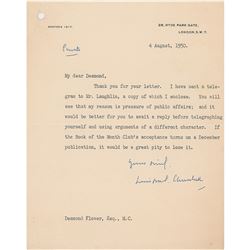 28, HYDE PARK GATE,
LONDON, S.W.7.
Private
4 August, 1950.
My dear Desmond,
Thank you for your letter. I have sent a tele-
gram to Mr. Laughlin, a copy of which I enclose. You will
see that my reason is pressure of public affairs; and it
would be better for you to await a reply before telegraphing
yourself and using arguments of a different character. If
the Book of the Month Club's acceptance turns on a December
publication, it would be a great pity to lose it.
Yours sincerely,
Winston S. Churchill
Desmond Flower, Esq., M.C.